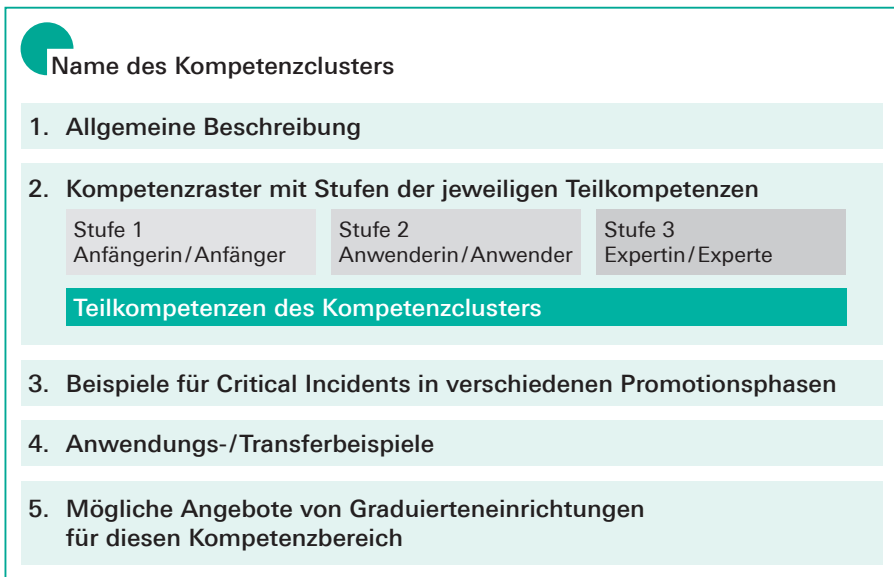 Name des Kompetenzclusters
1. Allgemeine Beschreibung
2. Kompetenzraster mit Stufen der jeweiligen Teilkompetenzen
Stufe 1
Anfängerin/Anfänger
Stufe 2
Anwenderin/Anwender
Stufe 3
Expertin/Experte
Teilkompetenzen des Kompetenzclusters
3. Beispiele für Critical Incidents in verschiedenen Promotionsphasen
4. Anwendungs-/Transferbeispiele
5. Mögliche Angebote von Graduierteneinrichtungen
für diesen Kompetenzbereich